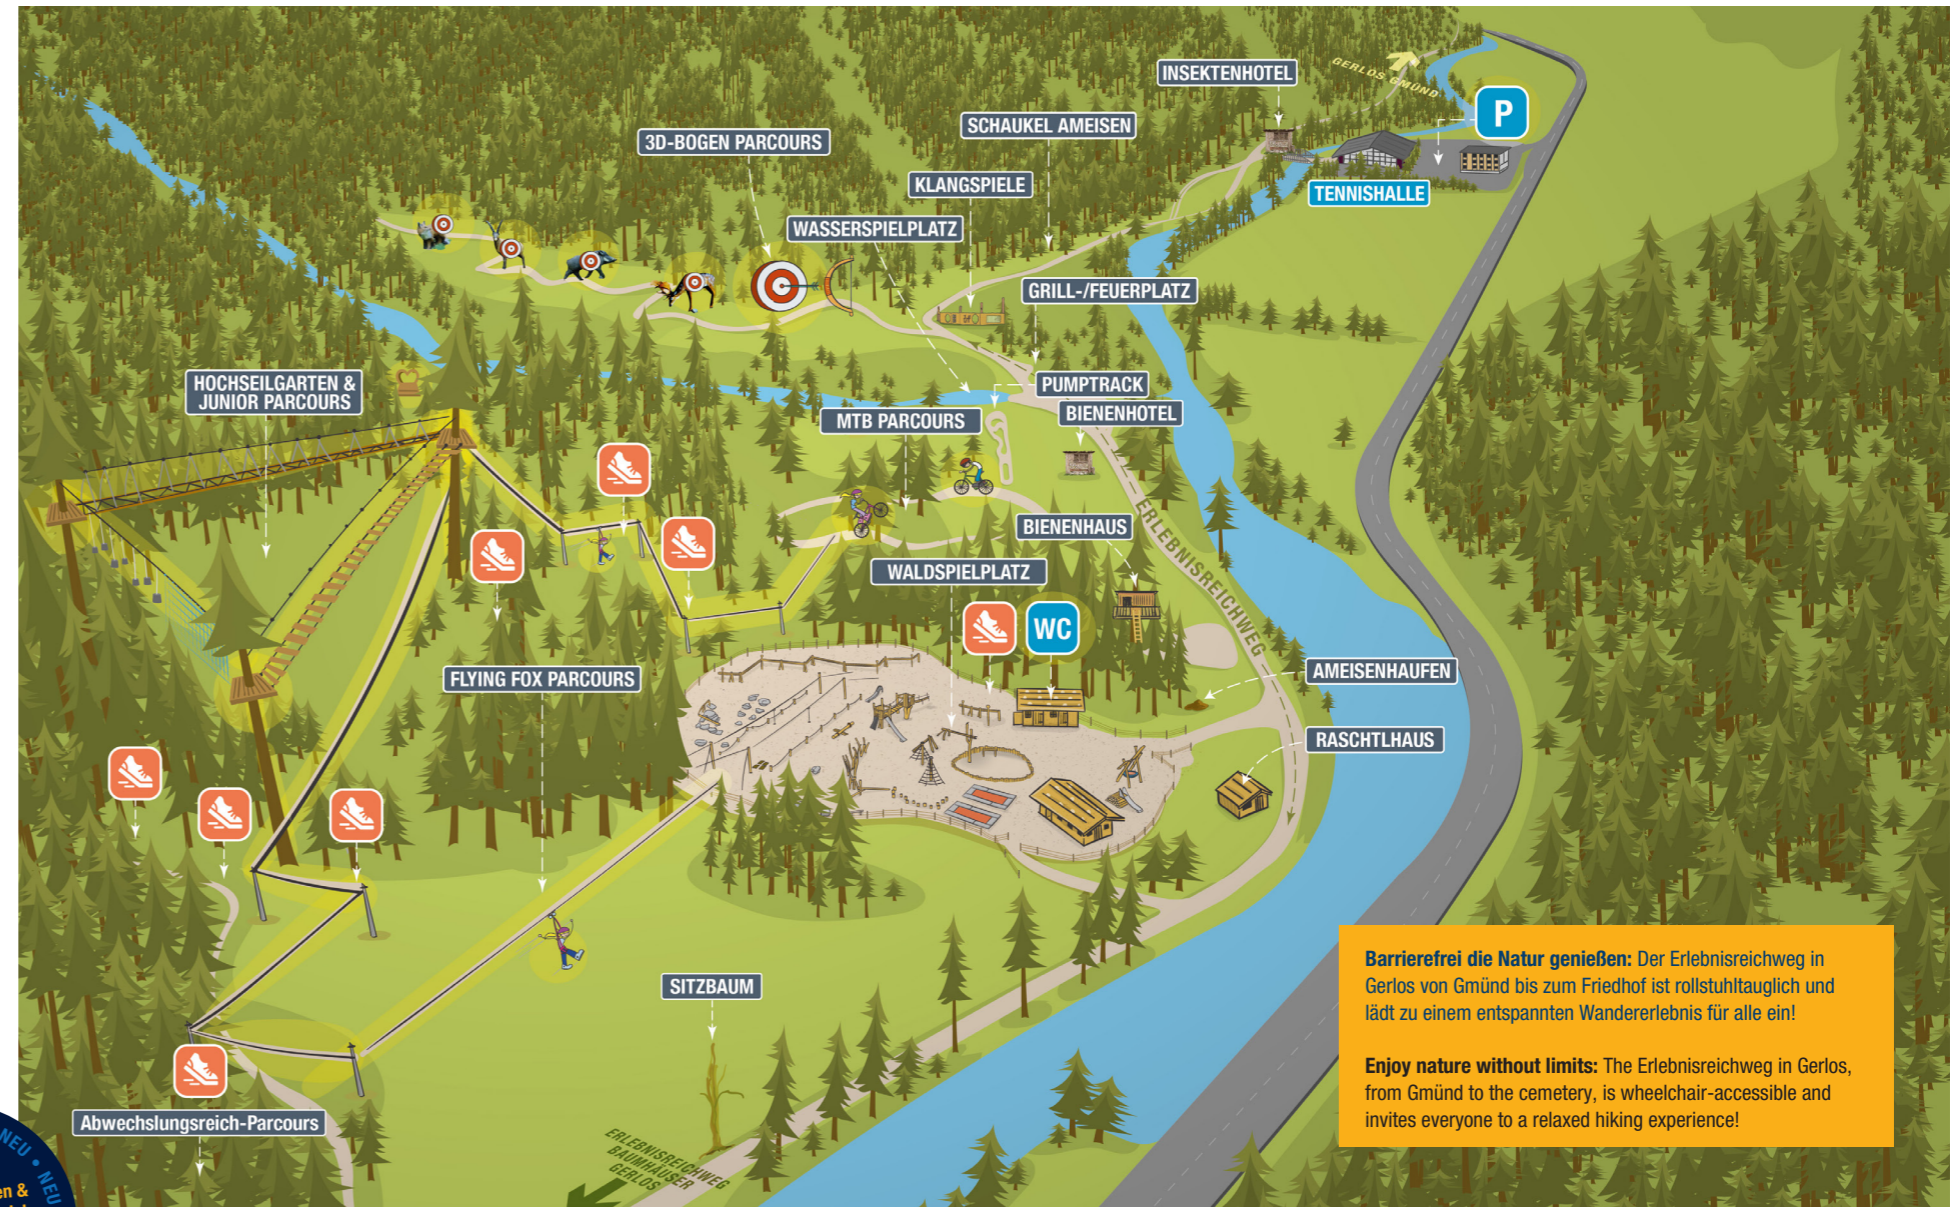 INSEKTENHOTEL
GERLOS GMÜND
P
SCHAUKEL AMEISEN
3D-BOGEN PARCOURS
KLANGSPIELE
TENNISHALLE
WASSERSPIELPLATZ
GRILL-/FEUERPLATZ
HOCHSEILGARTEN &
JUNIOR PARCOURS
PUMPTRACK
MTB PARCOURS
BIENENHOTEL
BIENENHAUS
ERLEBNISREICHWEG
WALDSPIELPLATZ
WC
FLYING FOX PARCOURS
AMEISENHAUFEN
RASCHTLHAUS
SITZBAUM
Barrierefrei die Natur genießen: Der Erlebnisreichweg in
Gerlos von Gmünd bis zum Friedhof ist rollstuhltauglich und
lädt zu einem entspannten Wandererlebnis für alle ein!
Enjoy nature without limits: The Erlebnisreichweg in Gerlos,
from Gmünd to the cemetery, is wheelchair-accessible and
invites everyone to a relaxed hiking experience!
Abwechslungsreich-Parcours
ERLEBNISREICHWEG
BAUMHÄUSER
GERLOS
NEU • NEU
en &